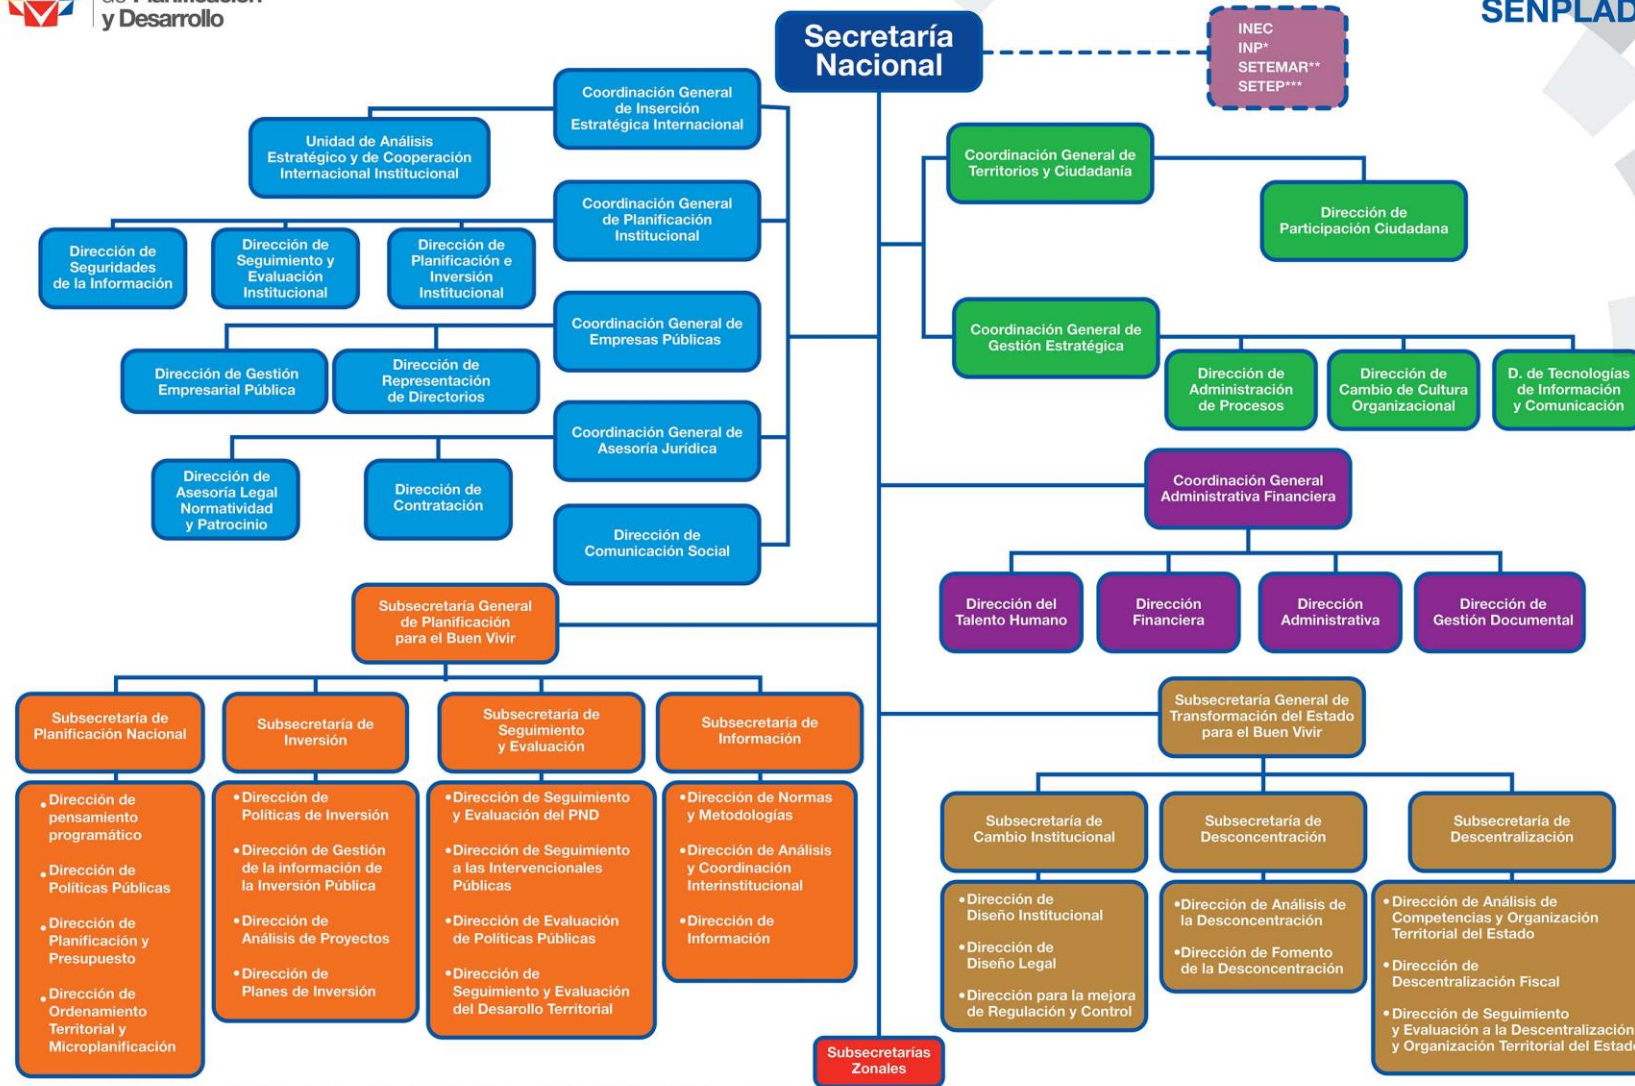 y Desarrollo
SENPLAD
Secretaría
Nacional
INEC
INP*
SETEMAR**
SETEP***
Coordinación General
de Inserción
Estratégica Internacional
Unidad de Análisis
Estratégico y de Cooperación
Internacional Institucional
Coordinación General
de Planificación
Institucional
Dirección de
Seguridades
de la Información
Dirección de
Seguimiento y
Evaluación
Institucional
Dirección de
Planificación e
Inversión
Institucional
Coordinación General de
Empresas Públicas
Dirección de Gestión
Empresarial Pública
Dirección de
Representación
de Directorios
Coordinación General de
Asesoría Jurídica
Dirección de
Asesoría Legal
Normatividad
y Patrocinio
Dirección de
Contratación
Dirección de
Comunicación Social
Coordinación General de
Territorios y Ciudadanía
Dirección de
Participación Ciudadana
Coordinación General de
Gestión Estratégica
Dirección de
Administración
de Procesos
Dirección de
Cambio de Cultura
Organizacional
D. de Tecnologías
de Información
y Comunicación
Coordinación General
Administrativa Financiera
Dirección del
Talento Humano
Dirección
Financiera
Dirección
Administrativa
Dirección de
Gestión Documental
Subsecretaría General
de Planificación
para el Buen Vivir
Subsecretaría de
Planificación Nacional
Subsecretaría de
Inversión
Subsecretaría de
Seguimiento
y Evaluación
Subsecretaría de
Información
• Dirección de
pensamiento
programático
• Dirección de
Políticas Públicas
• Dirección de
Planificación y
Presupuesto
• Dirección de
Ordenamiento
Territorial y
Microplanificación
• Dirección de
Políticas de Inversión
• Dirección de Gestión
de la información de
la Inversión Pública
• Dirección de
Análisis de Proyectos
• Dirección de
Planes de Inversión
• Dirección de Seguimiento
y Evaluación del PND
• Dirección de Seguimiento
a las Intervencionales
Públicas
• Dirección de Evaluación
de Políticas Públicas
• Dirección de
Seguimiento y Evaluación
del Desarollo Territorial
• Dirección de Normas
y Metodologías
• Dirección de Análisis
y Coordinación
Interinstitucional
• Dirección de
Información
Subsecretaría General de
Transformación del Estado
para el Buen Vivir
Subsecretaría de
Cambio Institucional
Subsecretaría de
Desconcentración
Subsecretaría de
Descentralización
• Dirección de
Diseño Institucional
• Dirección de
Diseño Legal
• Dirección para la mejora
de Regulación y Control
• Dirección de Análisis de
la Desconcentración
• Dirección de Fomento
de la Desconcentración
• Dirección de Análisis de
Competencias y Organización
Territorial del Estado
• Dirección de
Descentralización Fiscal
• Dirección de Seguimiento
y Evaluación a la Descentralización
y Organización Territorial del Estado
Subsecretarías
Zonales